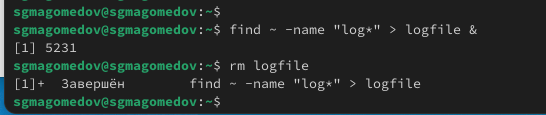 sgmagomedov@sgmagomedov:~$
sgmagomedov@sgmagomedov:~$ find ~ -name "log*" > logfile &
[1] 5231
sgmagomedov@sgmagomedov:~$ rm logfile
[1]+  Завершён        find ~ -name "log*" > logfile
sgmagomedov@sgmagomedov:~$